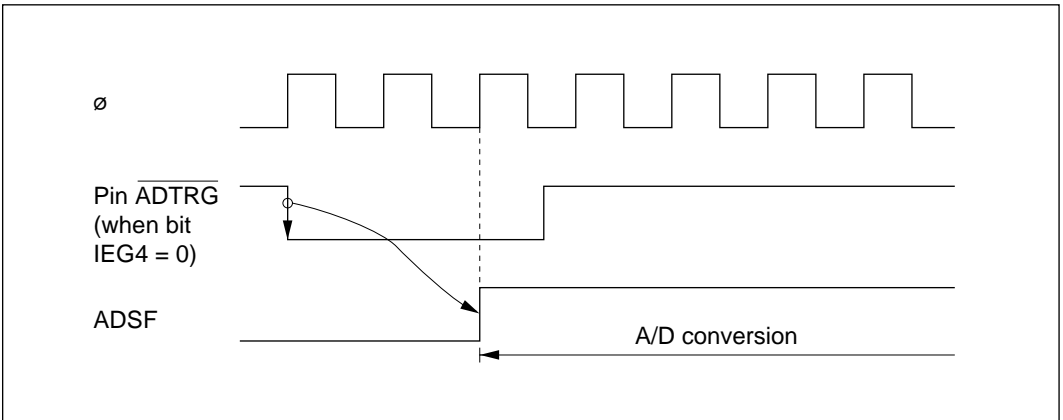 ø
Pin ADTRG
(when bit
IEG4 = 0)
ADSF
A/D conversion